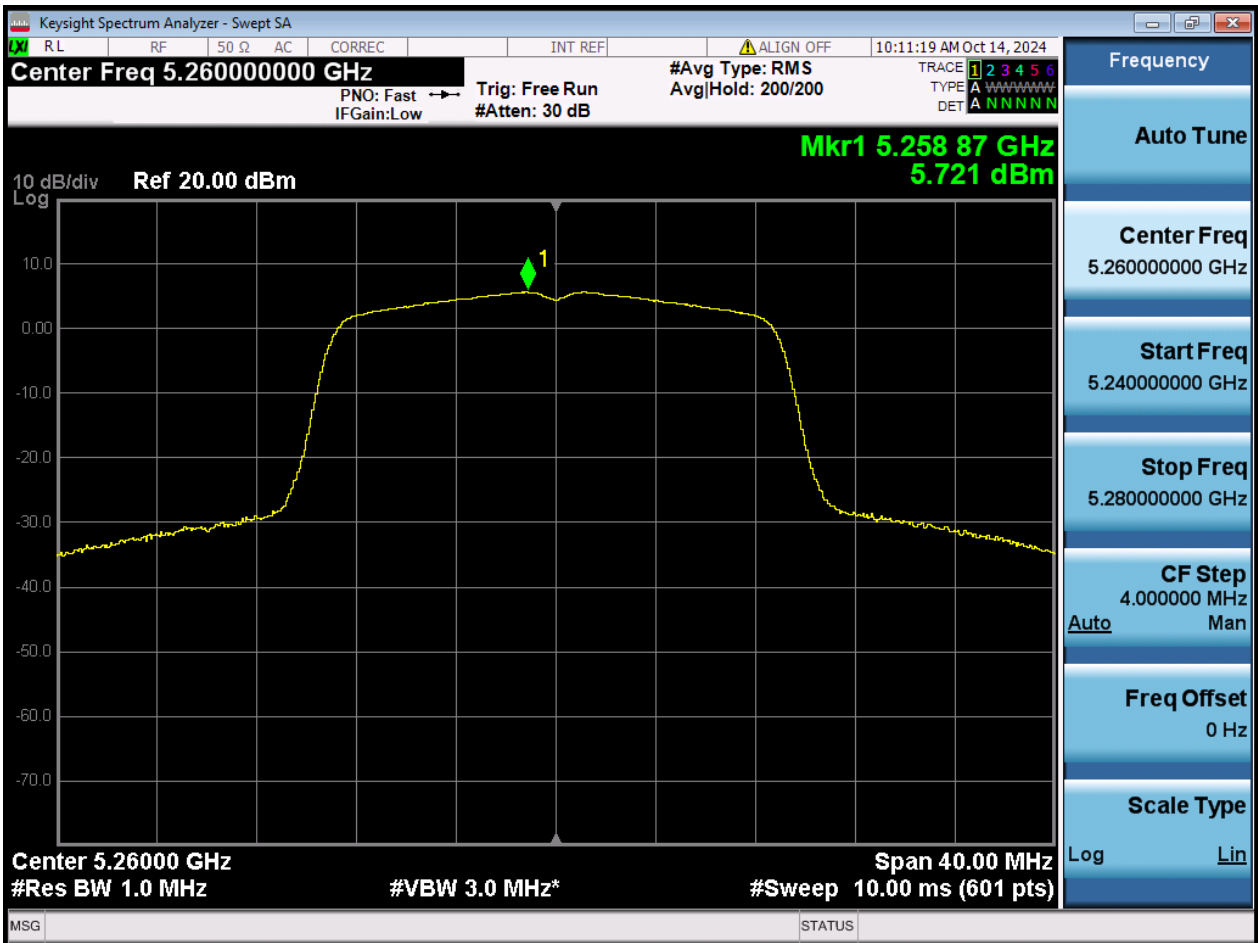 Keysight Spectrum Analyzer - Swept SA
LXI RL RF 50 Ω AC CORREC INT REF ALIGN OFF 10:11:19 AM Oct 14, 2024
Center Freq 5.260000000 GHz
PNO: Fast
IFGain:Low
Trig: Free Run
#Atten: 30 dB
#Avg Type: RMS
Avg|Hold: 200/200
TRACE 1 2 3 4 5 6
TYPE A WWWWW
DET A N N N N N
Mkr1 5.258 87 GHz
5.721 dBm
10 dB/div Ref 20.00 dBm
Log
1
10.0
0.00
-10.0
-20.0
-30.0
-40.0
-50.0
-60.0
-70.0
Center 5.26000 GHz Span 40.00 MHz
#Res BW 1.0 MHz #VBW 3.0 MHz* #Sweep 10.00 ms (601 pts)
MSG STATUS
Frequency
Auto Tune
Center Freq
5.260000000 GHz
Start Freq
5.240000000 GHz
Stop Freq
5.280000000 GHz
CF Step
4.000000 MHz
Auto Man
Freq Offset
0 Hz
Scale Type
Log Lin